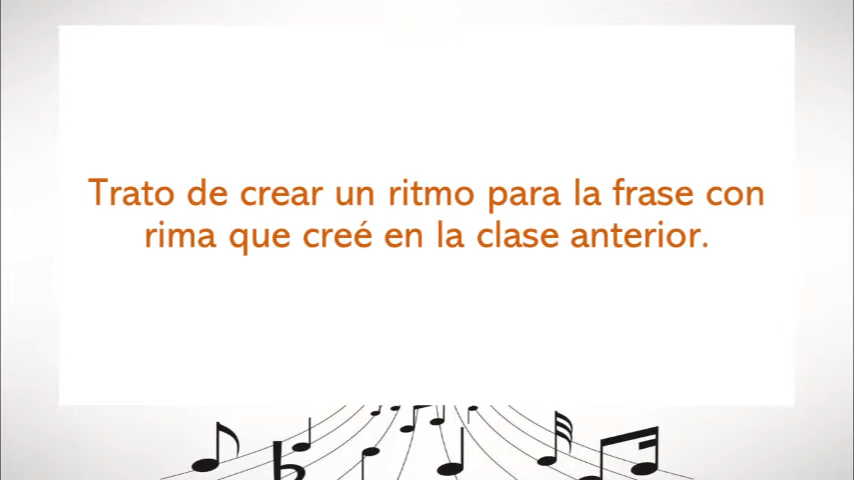 Trato de crear un ritmo para la frase con
rima que creé en la clase anterior.